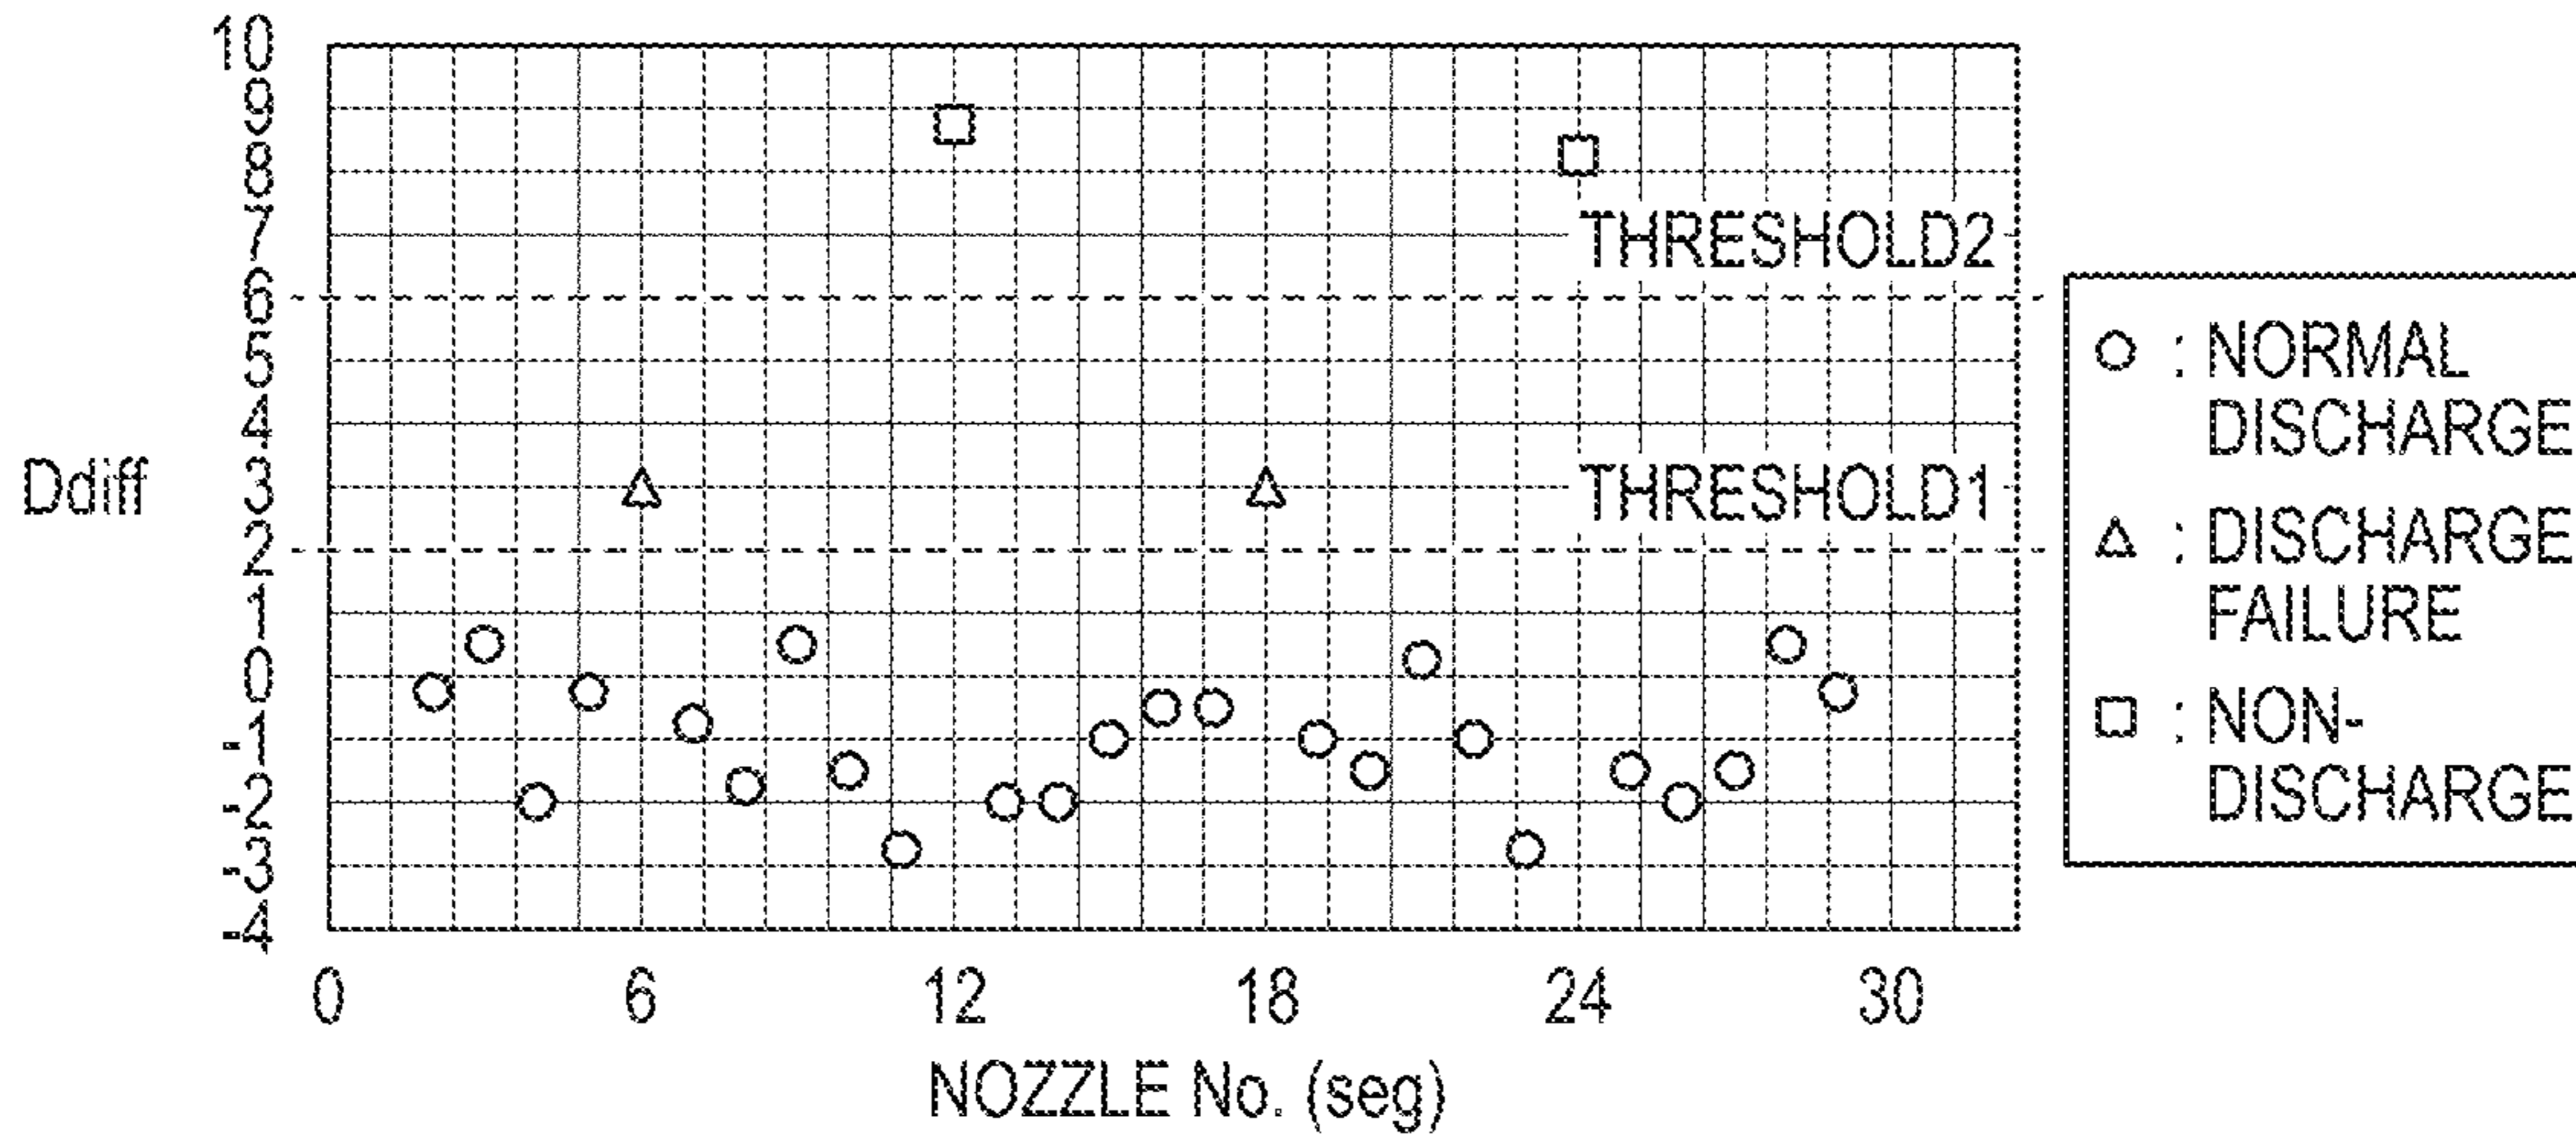 10
9
8
7
6
5
4
3
2
1
0
-1
-2
-3
-4
Ddiff
THRESHOLD2
THRESHOLD1
0 6 12 18 24 30
NOZZLE No. (seg)
: NORMAL
DISCHARGE
: DISCHARGE
FAILURE
: NON-
DISCHARGE